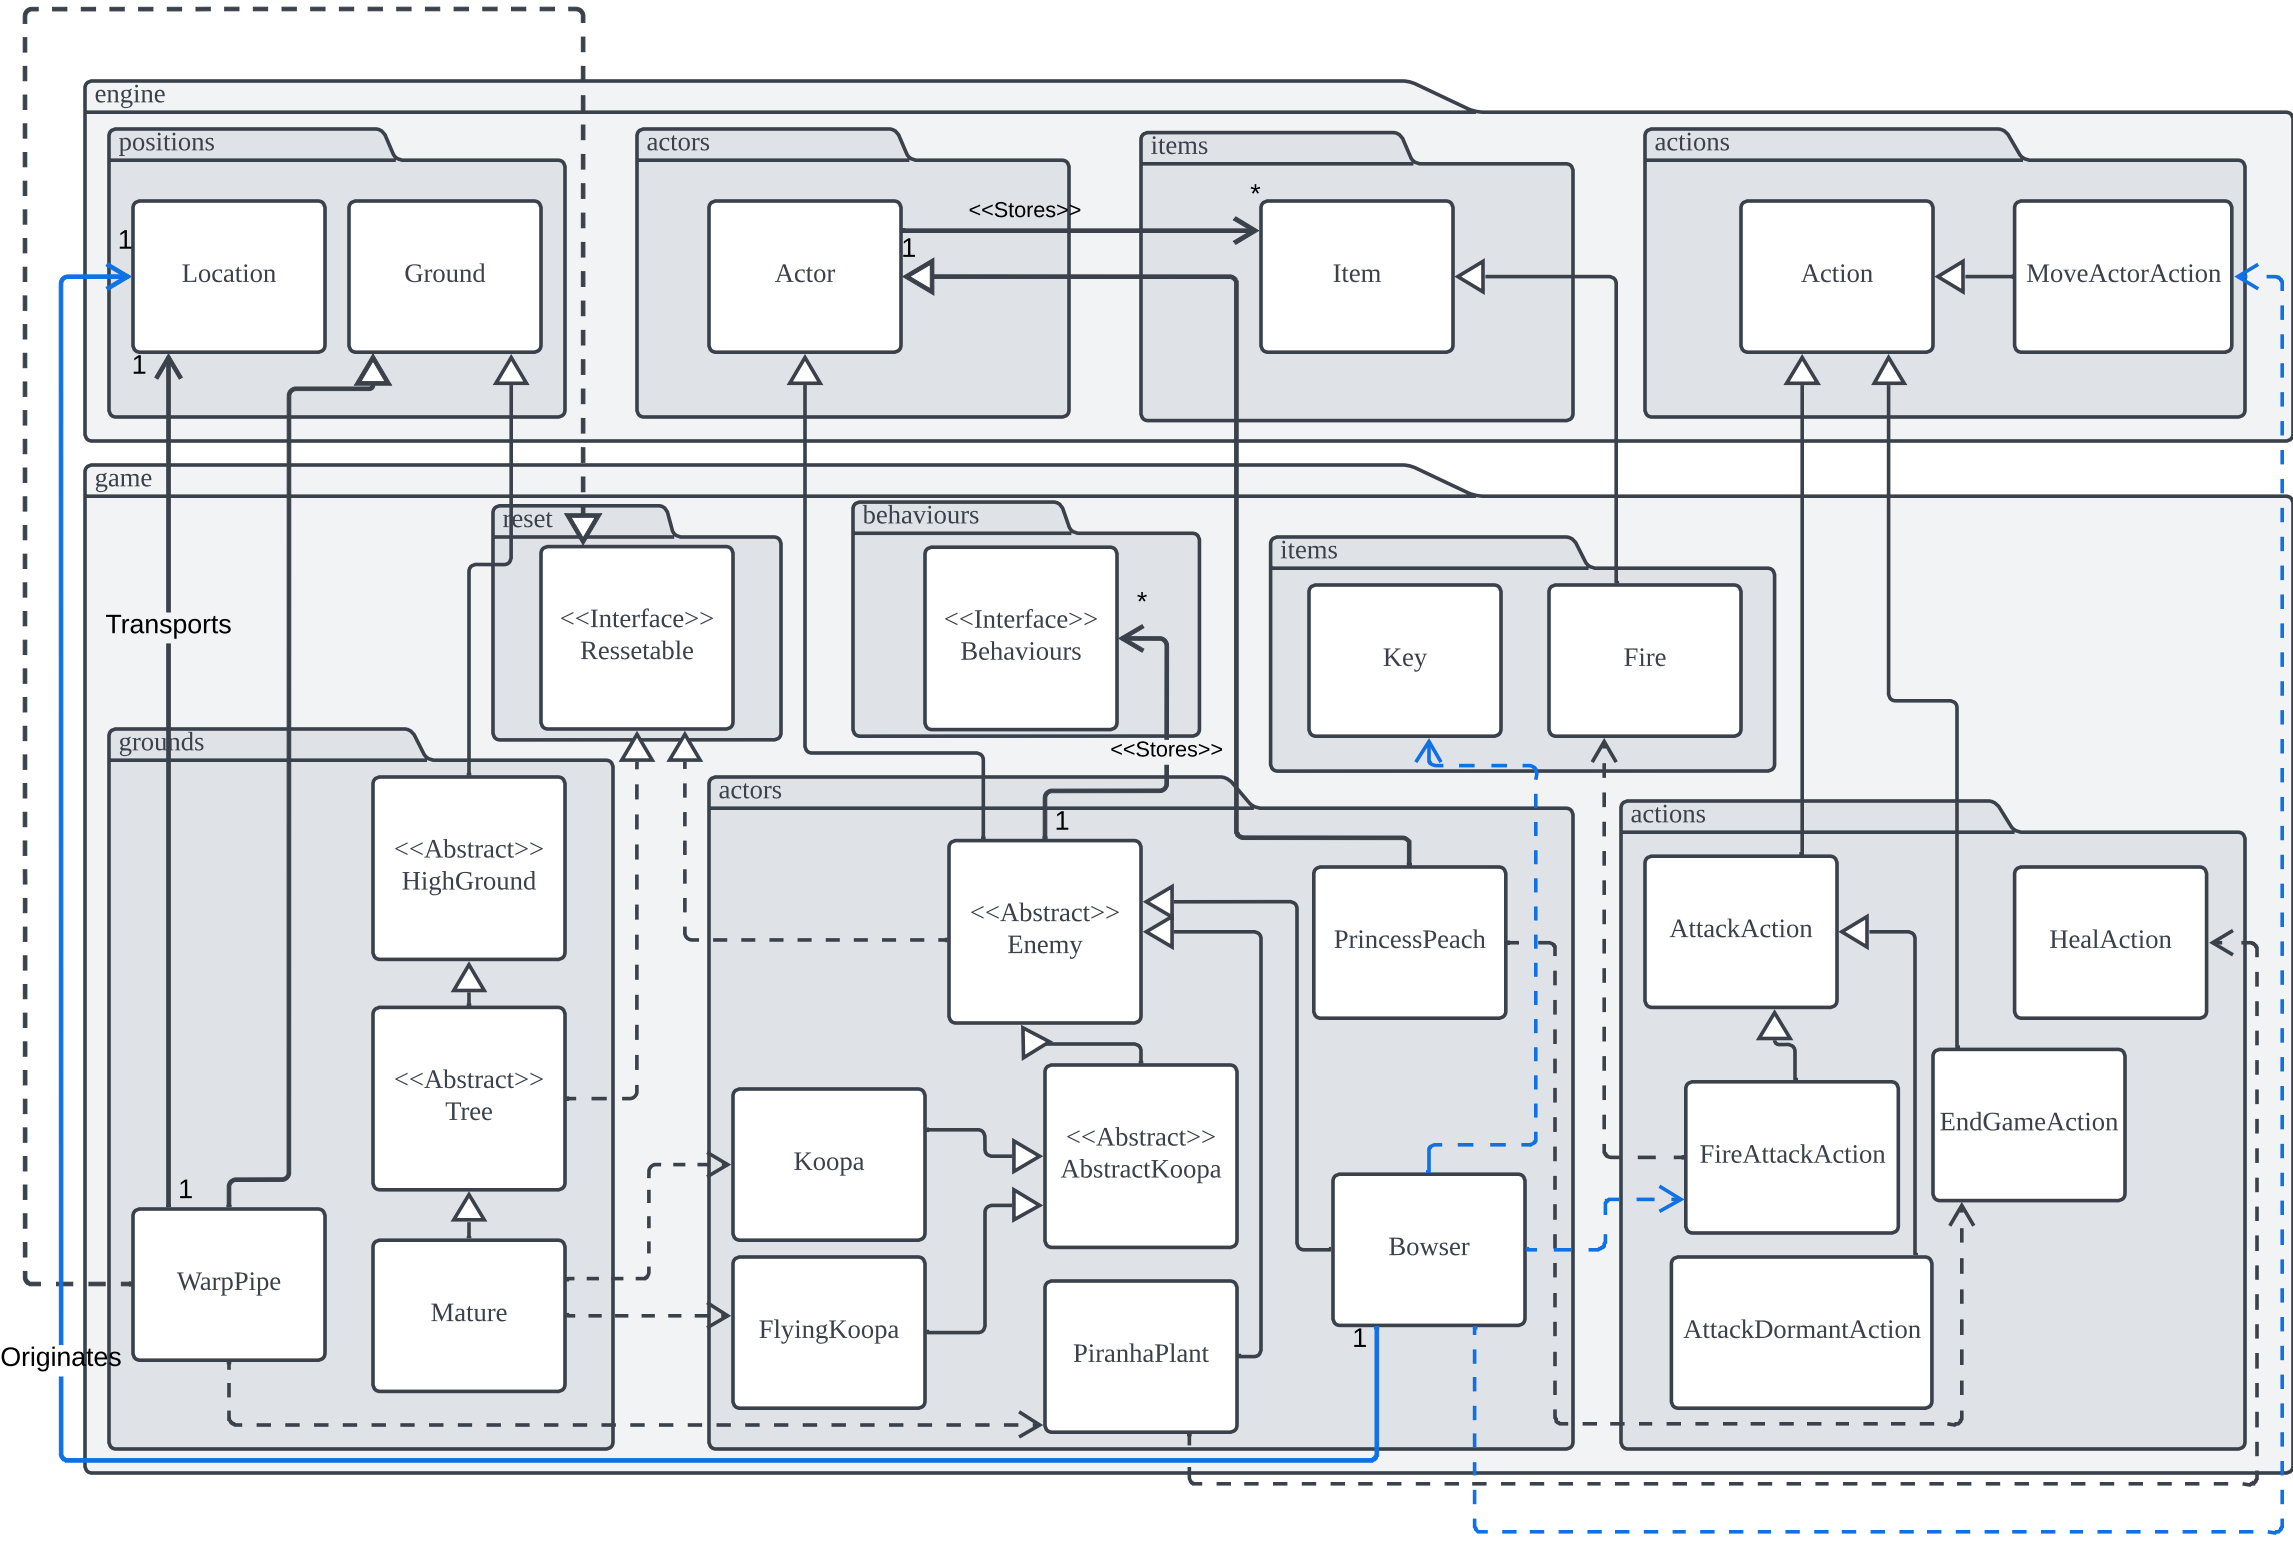 engine
positions
actors
items
actions
<<Stores>>
*
1
1
1
Location
Ground
Actor
Item
Action
MoveActorAction
game
reset
behaviours
items
<<Interface>>
Ressetable
<<Interface>>
Behaviours
*
Key
Fire
Transports
grounds
<<Stores>>
actors
actions
1
<<Abstract>>
HighGround
<<Abstract>>
Enemy
PrincessPeach
AttackAction
HealAction
<<Abstract>>
Tree
Koopa
<<Abstract>>
AbstractKoopa
FireAttackAction
EndGameAction
1
WarpPipe
Mature
FlyingKoopa
PiranhaPlant
Bowser
1
AttackDormantAction
Originates